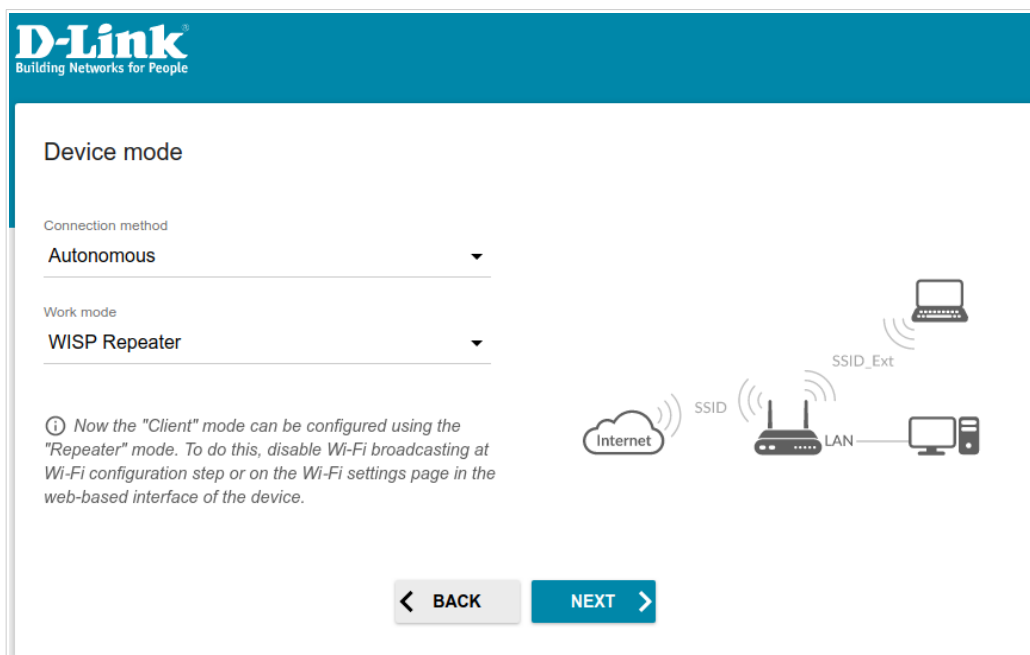 D-Link®
Building Networks for People
Device mode
Connection method
Autonomous
Work mode
WISP Repeater
Now the "Client" mode can be configured using the
"Repeater" mode. To do this, disable Wi-Fi broadcasting at
Wi-Fi configuration step or on the Wi-Fi settings page in the
web-based interface of the device.
SSID_Ext
SSID
Internet
LAN
BACK
NEXT